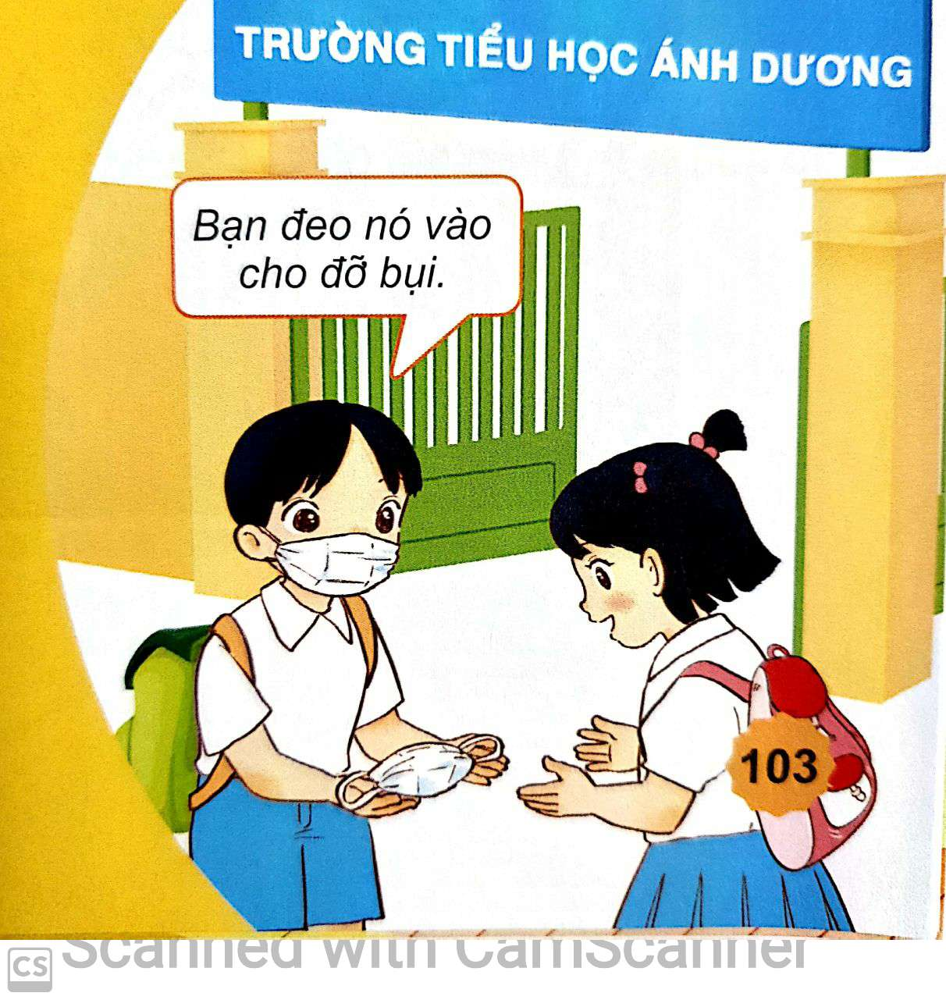 TRƯỜNG TIỂU HỌC ÁNH DƯƠNG
Bạn đeo nó vào
cho đỡ bụi.
103
CS Scanned with CamScanner